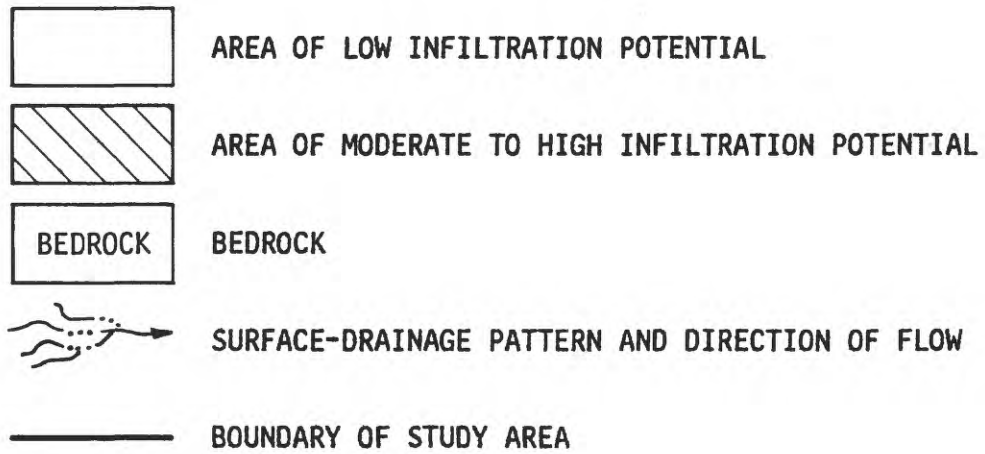 AREA OF LOW INFILTRATION POTENTIAL
AREA OF MODERATE TO HIGH INFILTRATION POTENTIAL
BEDROCK BEDROCK
SURFACE-DRAINAGE PATTERN AND DIRECTION OF FLOW
BOUNDARY OF STUDY AREA